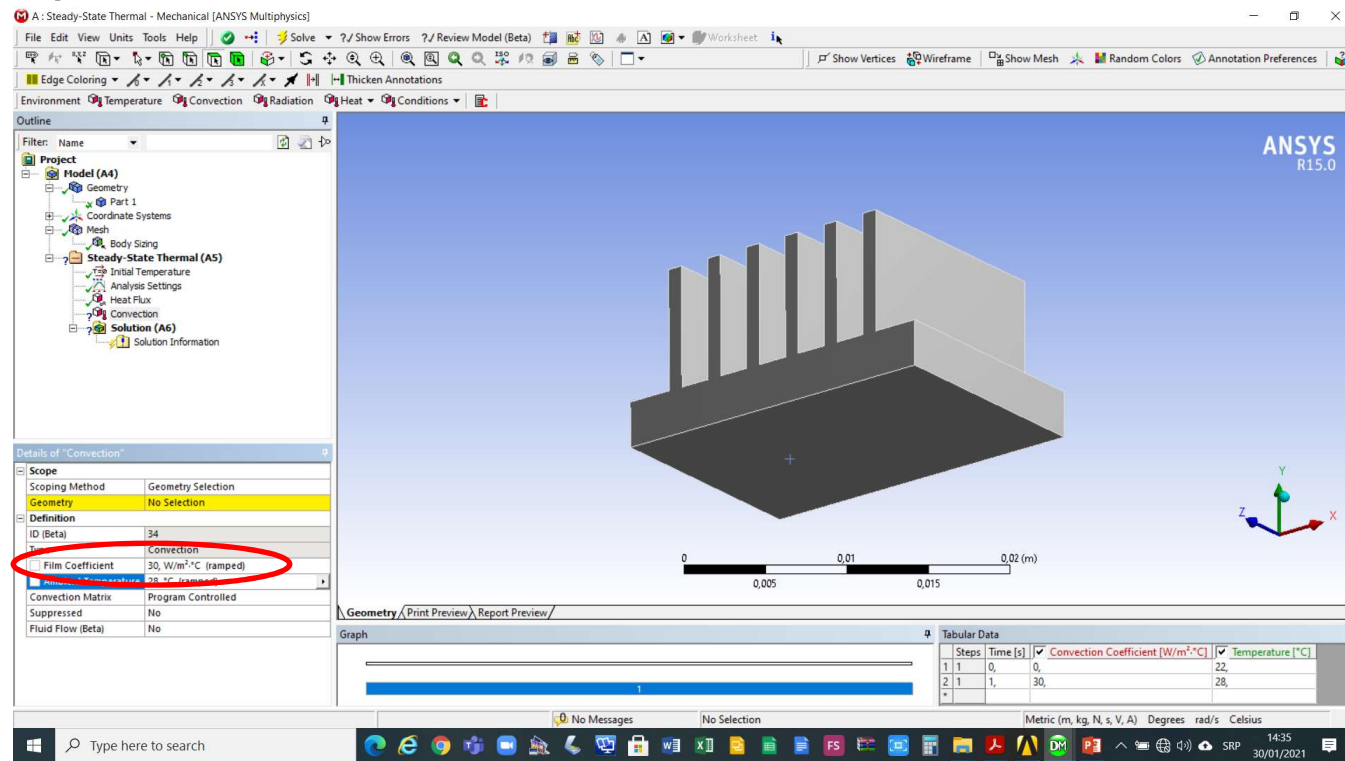 A : Steady-State Thermal - Mechanical [ANSYS Multiphysics]
File Edit View Units Tools Help Solve ?/ Show Errors ?/ Review Model (Beta) A Worksheet
Show Vertices Wireframe Show Mesh Random Colors Annotation Preferences
Edge Coloring Thicken Annotations
Environment Temperature Convection Radiation Heat Conditions
Outline
Filter: Name
Project
Model (A4)
Geometry
Part 1
Coordinate Systems
Mesh
Body Sizing
Steady-State Thermal (A5)
Initial Temperature
Analysis Settings
Heat Flux
Convection
Solution (A6)
Solution Information
ANSYS
R15.0
Details of "Convection"
Scope
Scoping Method Geometry Selection
Geometry No Selection
Definition
ID (Beta) 34
Type Convection
Film Coefficient 30, W/m²·°C (ramped)
Ambient Temperature 28, °C (ramped)
Convection Matrix Program Controlled
Suppressed No
Fluid Flow (Beta) No
Y
Z
X
0 0,01 0,02 (m)
0,005 0,015
Geometry Print Preview Report Preview
Graph
1
Tabular Data
Steps Time [s] Convection Coefficient [W/m²·°C] Temperature [°C]
1 1 0, 0, 22,
2 1 1, 30, 28,
*
0 No Messages No Selection Metric (m, kg, N, s, V, A) Degrees rad/s Celsius
Type here to search
FS
DM
SRP
14:35
30/01/2021